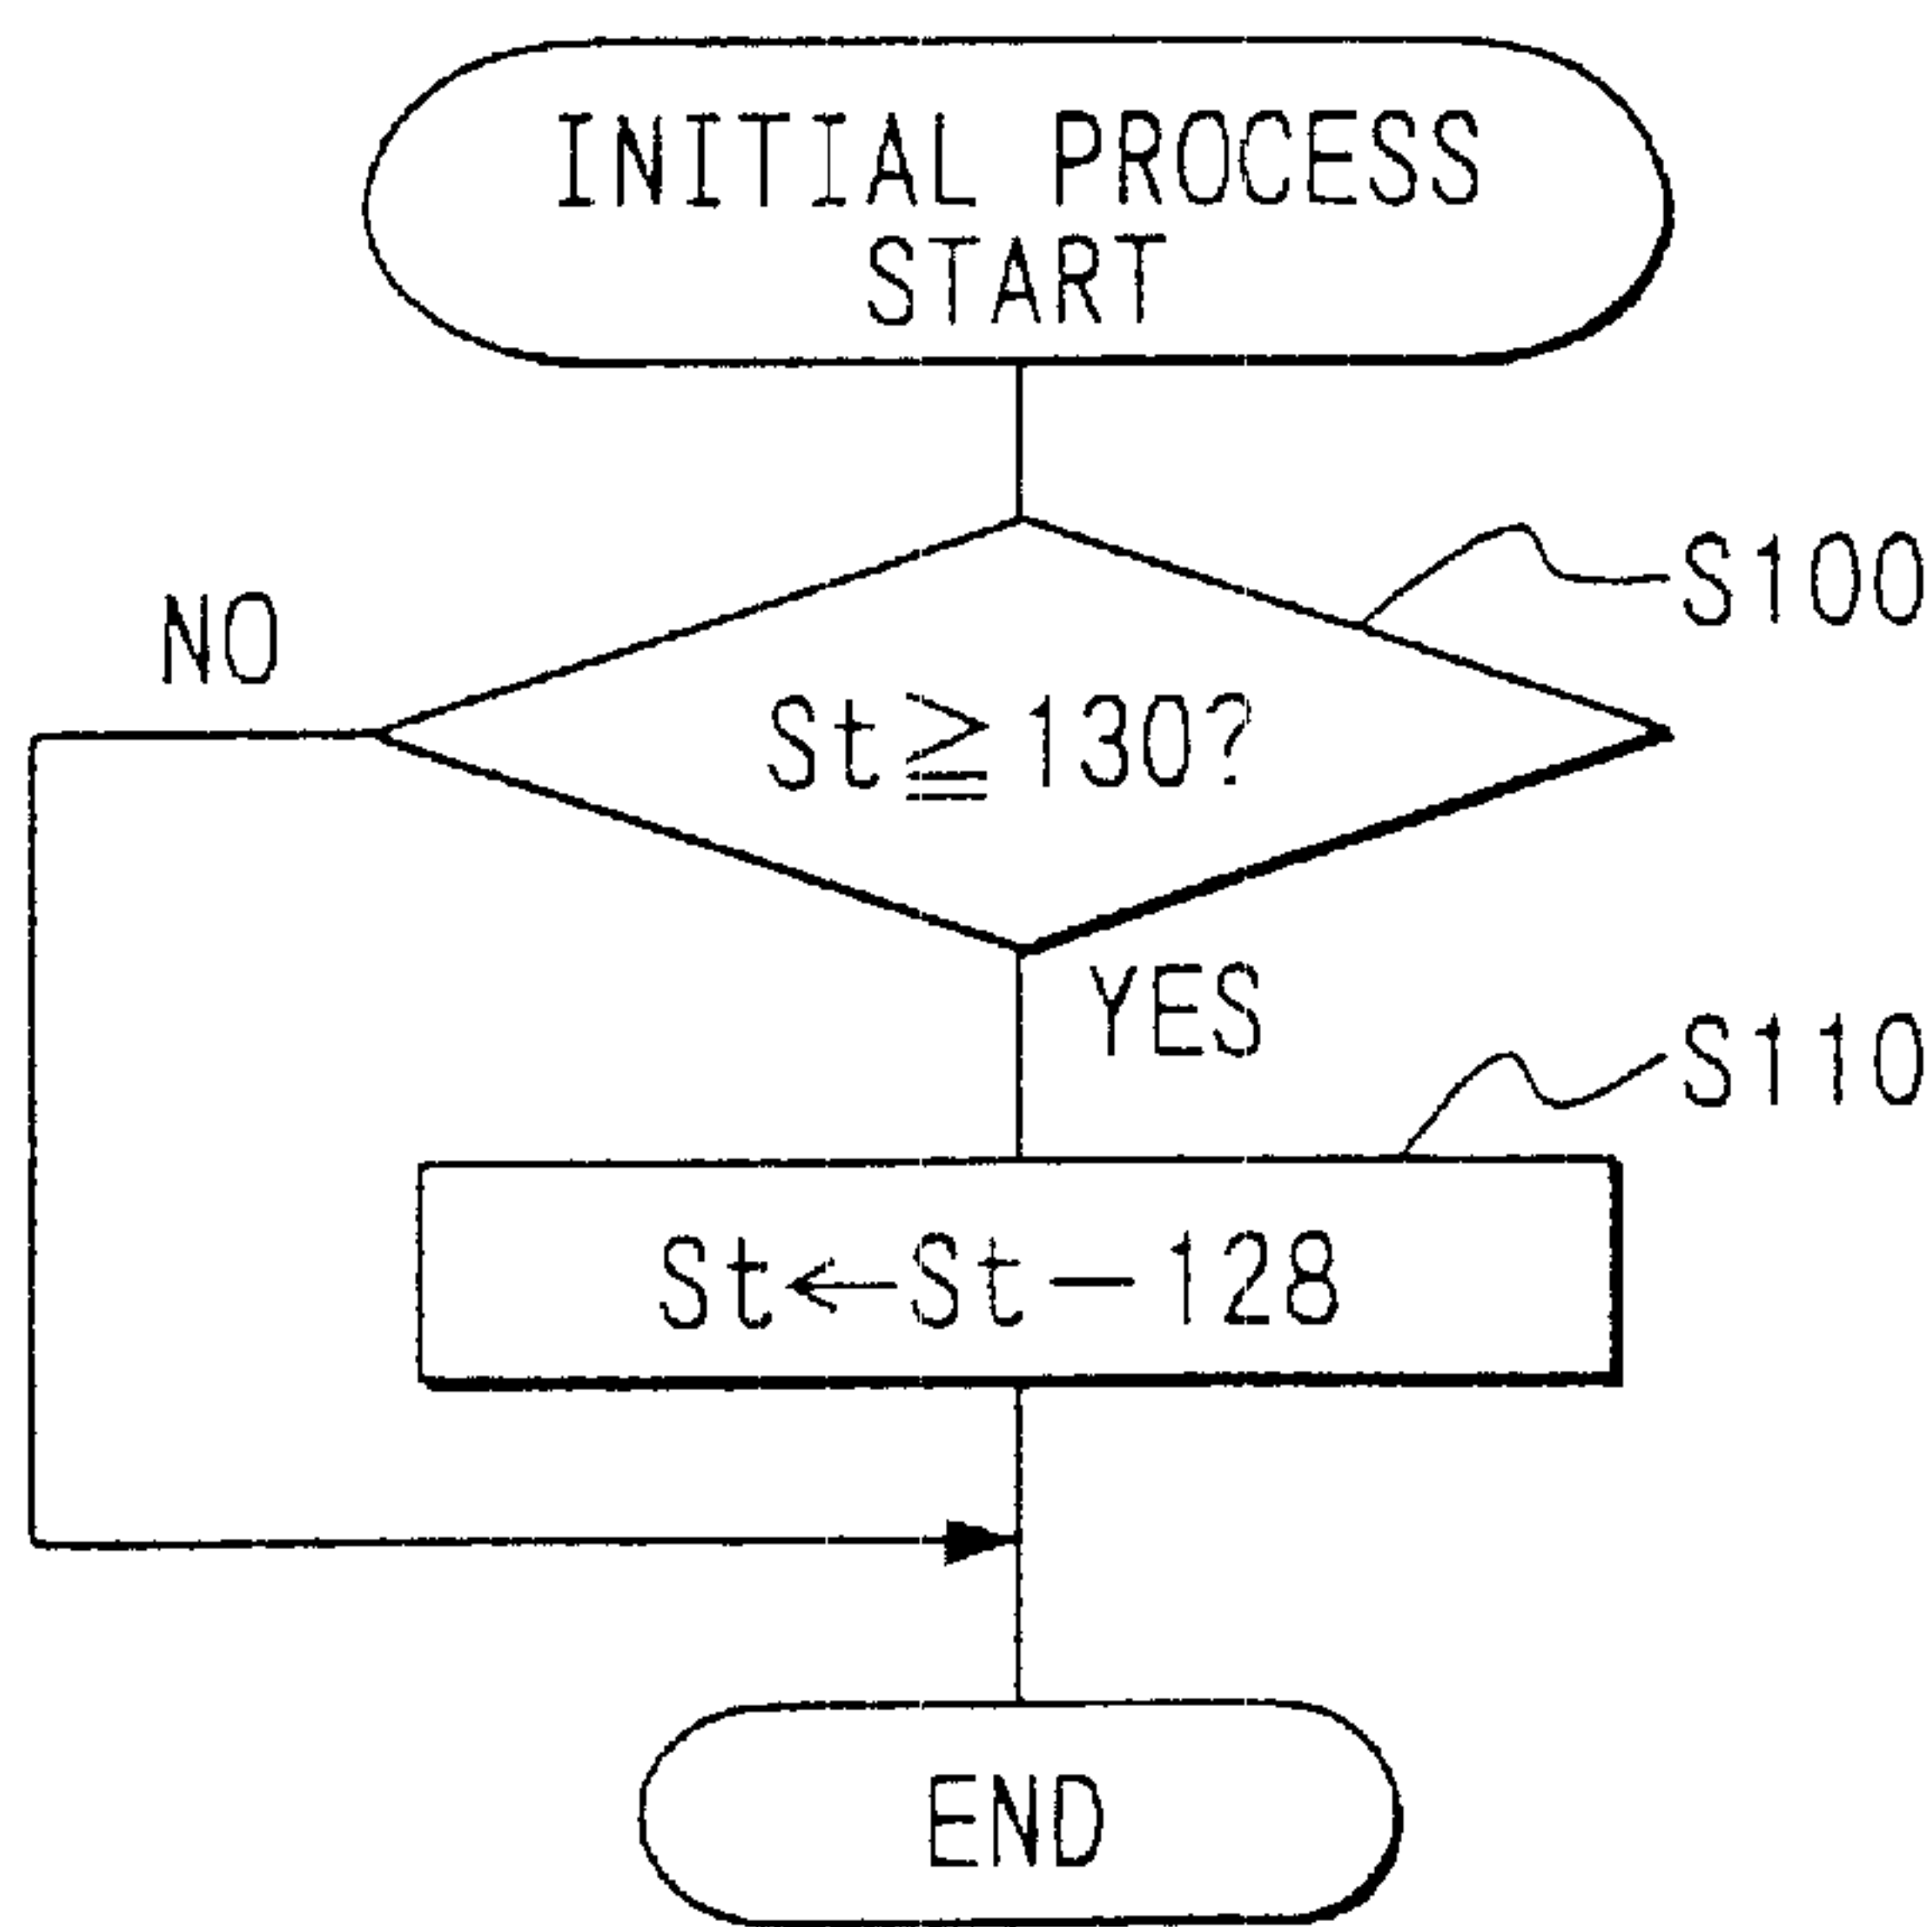 INITIAL PROCESS
START
S100
NO
St≧130?
YES
S110
St←St－128
END